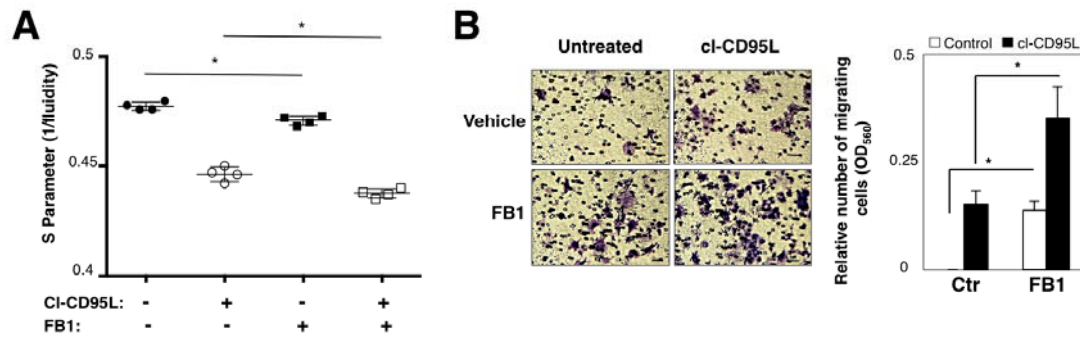 A
*
*
0.5
0.45
0.4
S Parameter (1/fluidity)
Cl-CD95L: - + - +
FB1: - - + +
B
Untreated cl-CD95L
Vehicle
FB1
Control cl-CD95L
0.5
0.25
0
Relative number of migrating
cells (OD560)
*
*
Ctr FB1